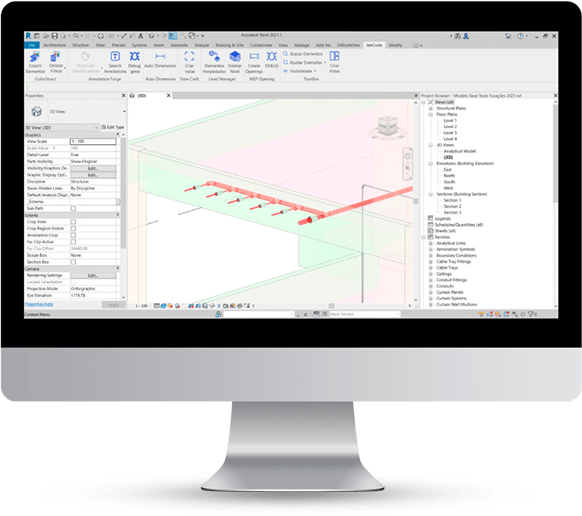 Autodesk Revit 2021.1
File Architecture Structure Steel Precast Systems Insert Annotate Analyze Massing & Site Collaborate View Manage Add-Ins DiRootsOne Modify
Colorir Elementos
Deletar Filtros
Search Annotations
Debug
Auto Dimension
Criar vistas
Elementos Hospedados
Deletar Nível
Create Openings
DEBUG
Buscar Elementos
Ajustar Extensões
Visibilidade
Criar Vistas
Annotation Forge
Auto Dimension
View Craft
Level Manager
MEP Opening
ToolBox
Properties
3D View
3D View: {3D}
Edit Type
Graphics
View Scale 1 : 100
Scale Value 1: 100
Detail Level Fine
Parts Visibility Show Original
Visibility/Graphics Ov... Edit...
Graphic Display Opti... Edit...
Discipline Structural
Show Hidden Lines By Discipline
Default Analysis Displ... None
Sun Path
Extents
Crop View
Crop Region Visible
Annotation Crop
Far Clip Active
Far Clip Offset
Scope Box None
Section Box
Camera
Rendering Settings Edit...
Locked Orientation
Projection Mode Orthographic
Eye Elevation 1179.78
Properties help
Apply
{3D}
1 : 100
Project Browser - Modelo Base Teste Furações 2021.rvt
Views (all)
Structural Plans
Floor Plans
Level 1
Level 2
Level 3
Level 4
3D Views
Analytical Model
{3D}
Elevations (Building Elevation)
East
North
South
West
Sections (Building Section)
Section 1
Section 2
Section 3
Legends
Schedules/Quantities (all)
Sheets (all)
Families
Analytical Links
Annotation Symbols
Boundary Conditions
Cable Tray Fittings
Cable Trays
Ceilings
Conduit Fittings
Conduits
Curtain Panels
Curtain Systems
Curtain Wall Mullions
Context Menu
Main Model